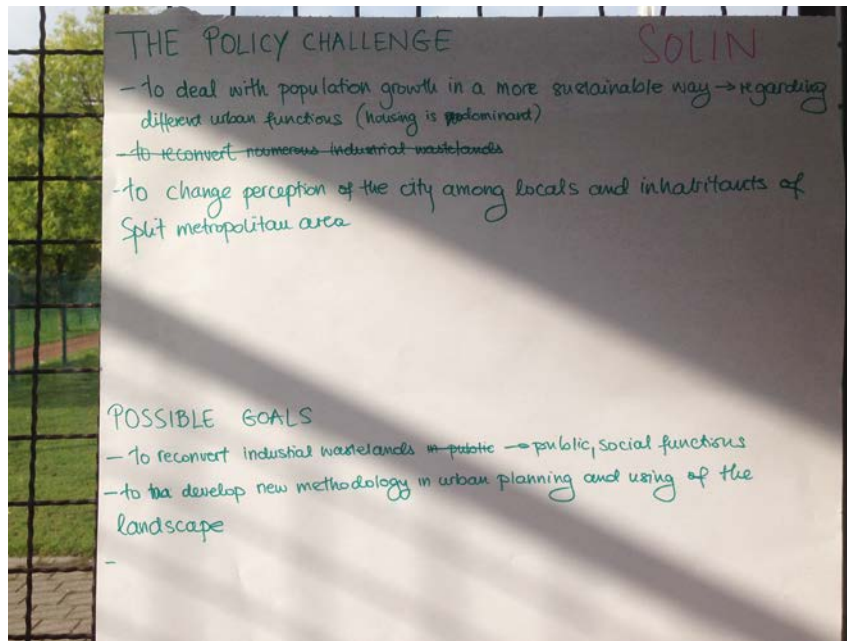 THE POLICY CHALLENGE SOLIN
- to deal with population growth in a more sustainable way → regarding
different urban functions (housing is predominant)
- to reconvert noumerous industrial wastelands
- to change perception of the city among locals and inhabitants of
Split metropolitan area
POSSIBLE GOALS
- to reconvert industial wastelands in public → public, social functions
- to develop new methodology in urban planning and using of the
landscape
-